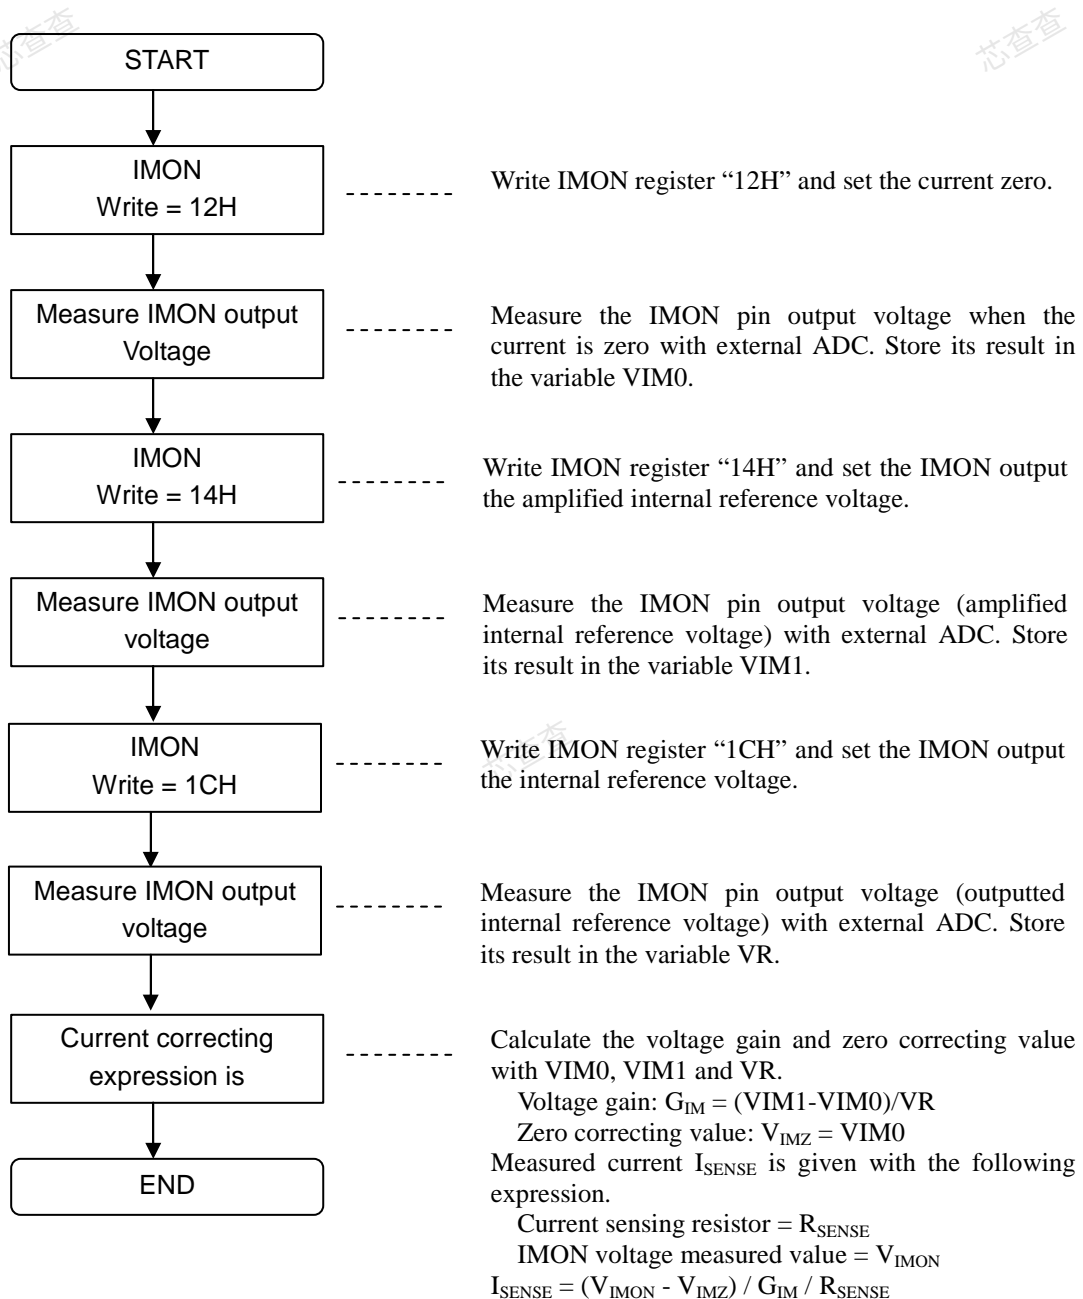 芯查查
芯查查
START
IMON
Write = 12H
Write IMON register “12H” and set the current zero.
Measure IMON output
Voltage
Measure the IMON pin output voltage when the
current is zero with external ADC. Store its result in
the variable VIM0.
IMON
Write = 14H
Write IMON register “14H” and set the IMON output
the amplified internal reference voltage.
Measure IMON output
voltage
Measure the IMON pin output voltage (amplified
internal reference voltage) with external ADC. Store
its result in the variable VIM1.
芯查查
IMON
Write = 1CH
Write IMON register “1CH” and set the IMON output
the internal reference voltage.
Measure IMON output
voltage
Measure the IMON pin output voltage (outputted
internal reference voltage) with external ADC. Store
its result in the variable VR.
Current correcting
expression is
Calculate the voltage gain and zero correcting value
with VIM0, VIM1 and VR.
Voltage gain: GIM = (VIM1-VIM0)/VR
Zero correcting value: VIMZ = VIM0
END
Measured current ISENSE is given with the following
expression.
Current sensing resistor = RSENSE
IMON voltage measured value = VIMON
ISENSE = (VIMON - VIMZ) / GIM / RSENSE